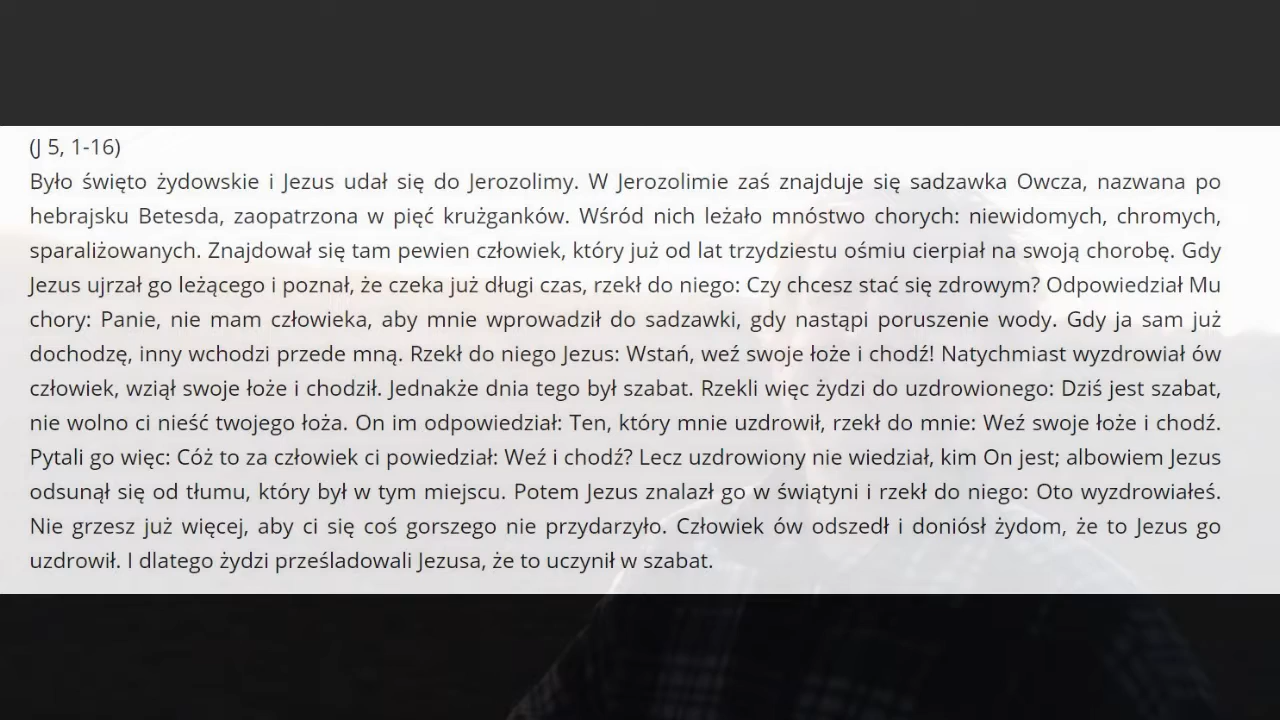 (J 5, 1-16)
Było święto żydowskie i Jezus udał się do Jerozolimy. W Jerozolimie zaś znajduje się sadzawka Owcza, nazwana po
hebrajsku Betesda, zaopatrzona w pięć krużganków. Wśród nich leżało mnóstwo chorych: niewidomych, chromych,
sparaliżowanych. Znajdował się tam pewien człowiek, który już od lat trzydziestu ośmiu cierpiał na swoją chorobę. Gdy
Jezus ujrzał go leżącego i poznał, że czeka już długi czas, rzekł do niego: Czy chcesz stać się zdrowym? Odpowiedział Mu
chory: Panie, nie mam człowieka, aby mnie wprowadził do sadzawki, gdy nastąpi poruszenie wody. Gdy ja sam już
dochodzę, inny wchodzi przede mną. Rzekł do niego Jezus: Wstań, weź swoje łoże i chodź! Natychmiast wyzdrowiał ów
człowiek, wziął swoje łoże i chodził. Jednakże dnia tego był szabat. Rzekli więc żydzi do uzdrowionego: Dziś jest szabat,
nie wolno ci nieść twojego łoża. On im odpowiedział: Ten, który mnie uzdrowił, rzekł do mnie: Weź swoje łoże i chodź.
Pytali go więc: Cóż to za człowiek ci powiedział: Weź i chodź? Lecz uzdrowiony nie wiedział, kim On jest; albowiem Jezus
odsunął się od tłumu, który był w tym miejscu. Potem Jezus znalazł go w świątyni i rzekł do niego: Oto wyzdrowiałeś.
Nie grzesz już więcej, aby ci się coś gorszego nie przydarzyło. Człowiek ów odszedł i doniósł żydom, że to Jezus go
uzdrowił. I dlatego żydzi prześladowali Jezusa, że to uczynił w szabat.